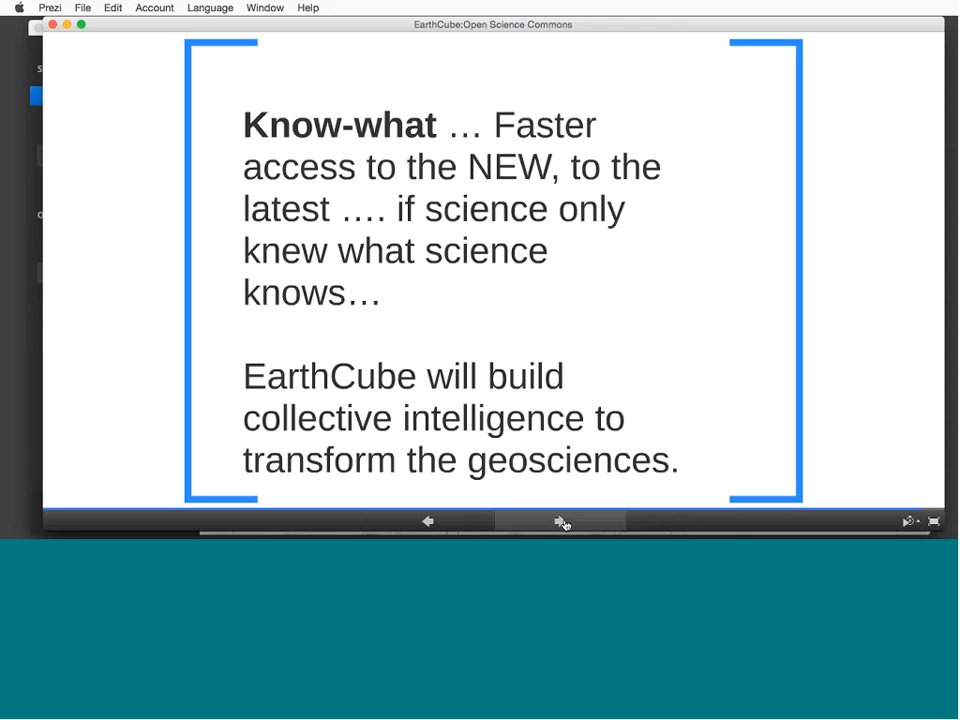 Prezi File Edit Account Language Window Help
EarthCube:Open Science Commons
Know-what … Faster
access to the NEW, to the
latest …. if science only
knew what science
knows…
EarthCube will build
collective intelligence to
transform the geosciences.